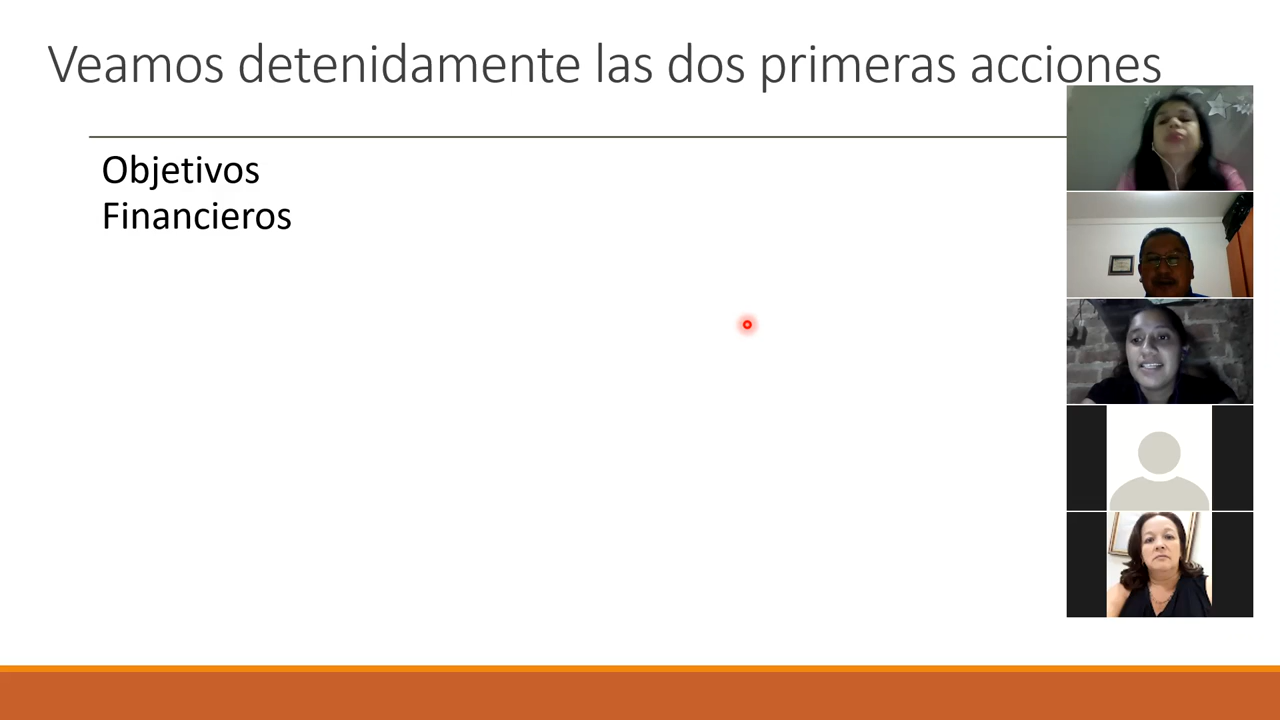 Veamos detenidamente las dos primeras acciones
Objetivos
Financieros